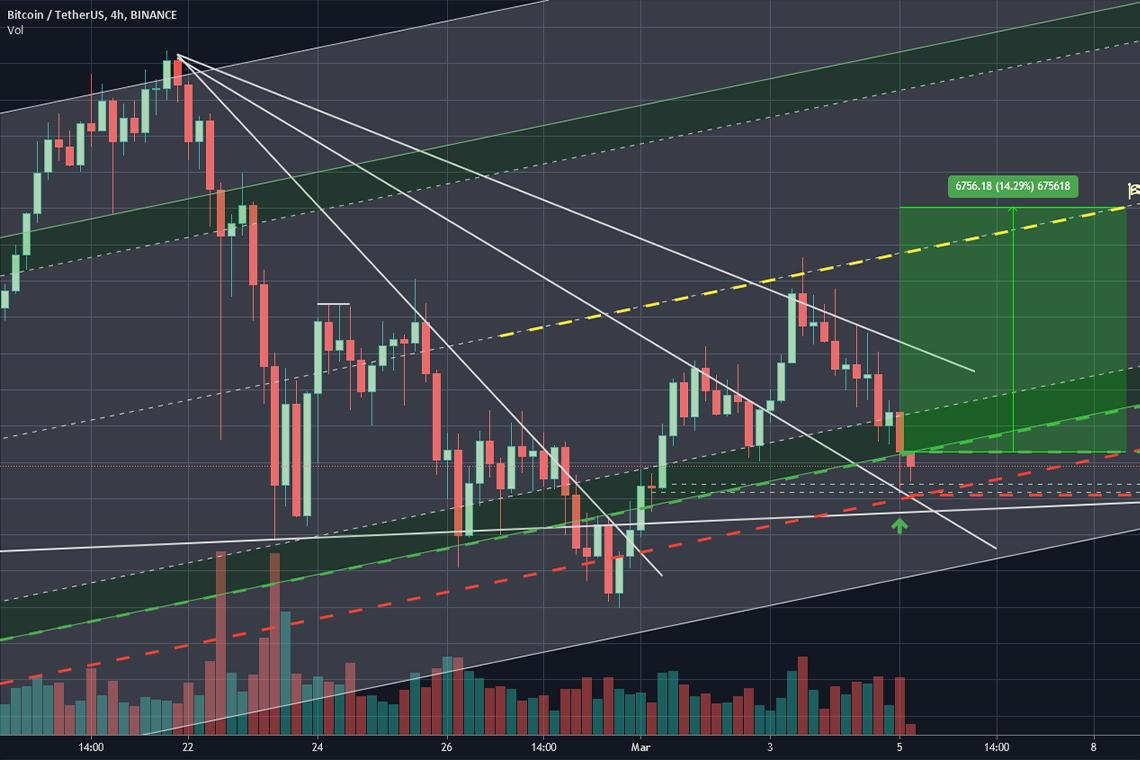 Bitcoin / TetherUS, 4h, BINANCE
Vol
6756.18 (14.29%) 675618
14:00 22 24 26 14:00 Mar 3 5 14:00 8